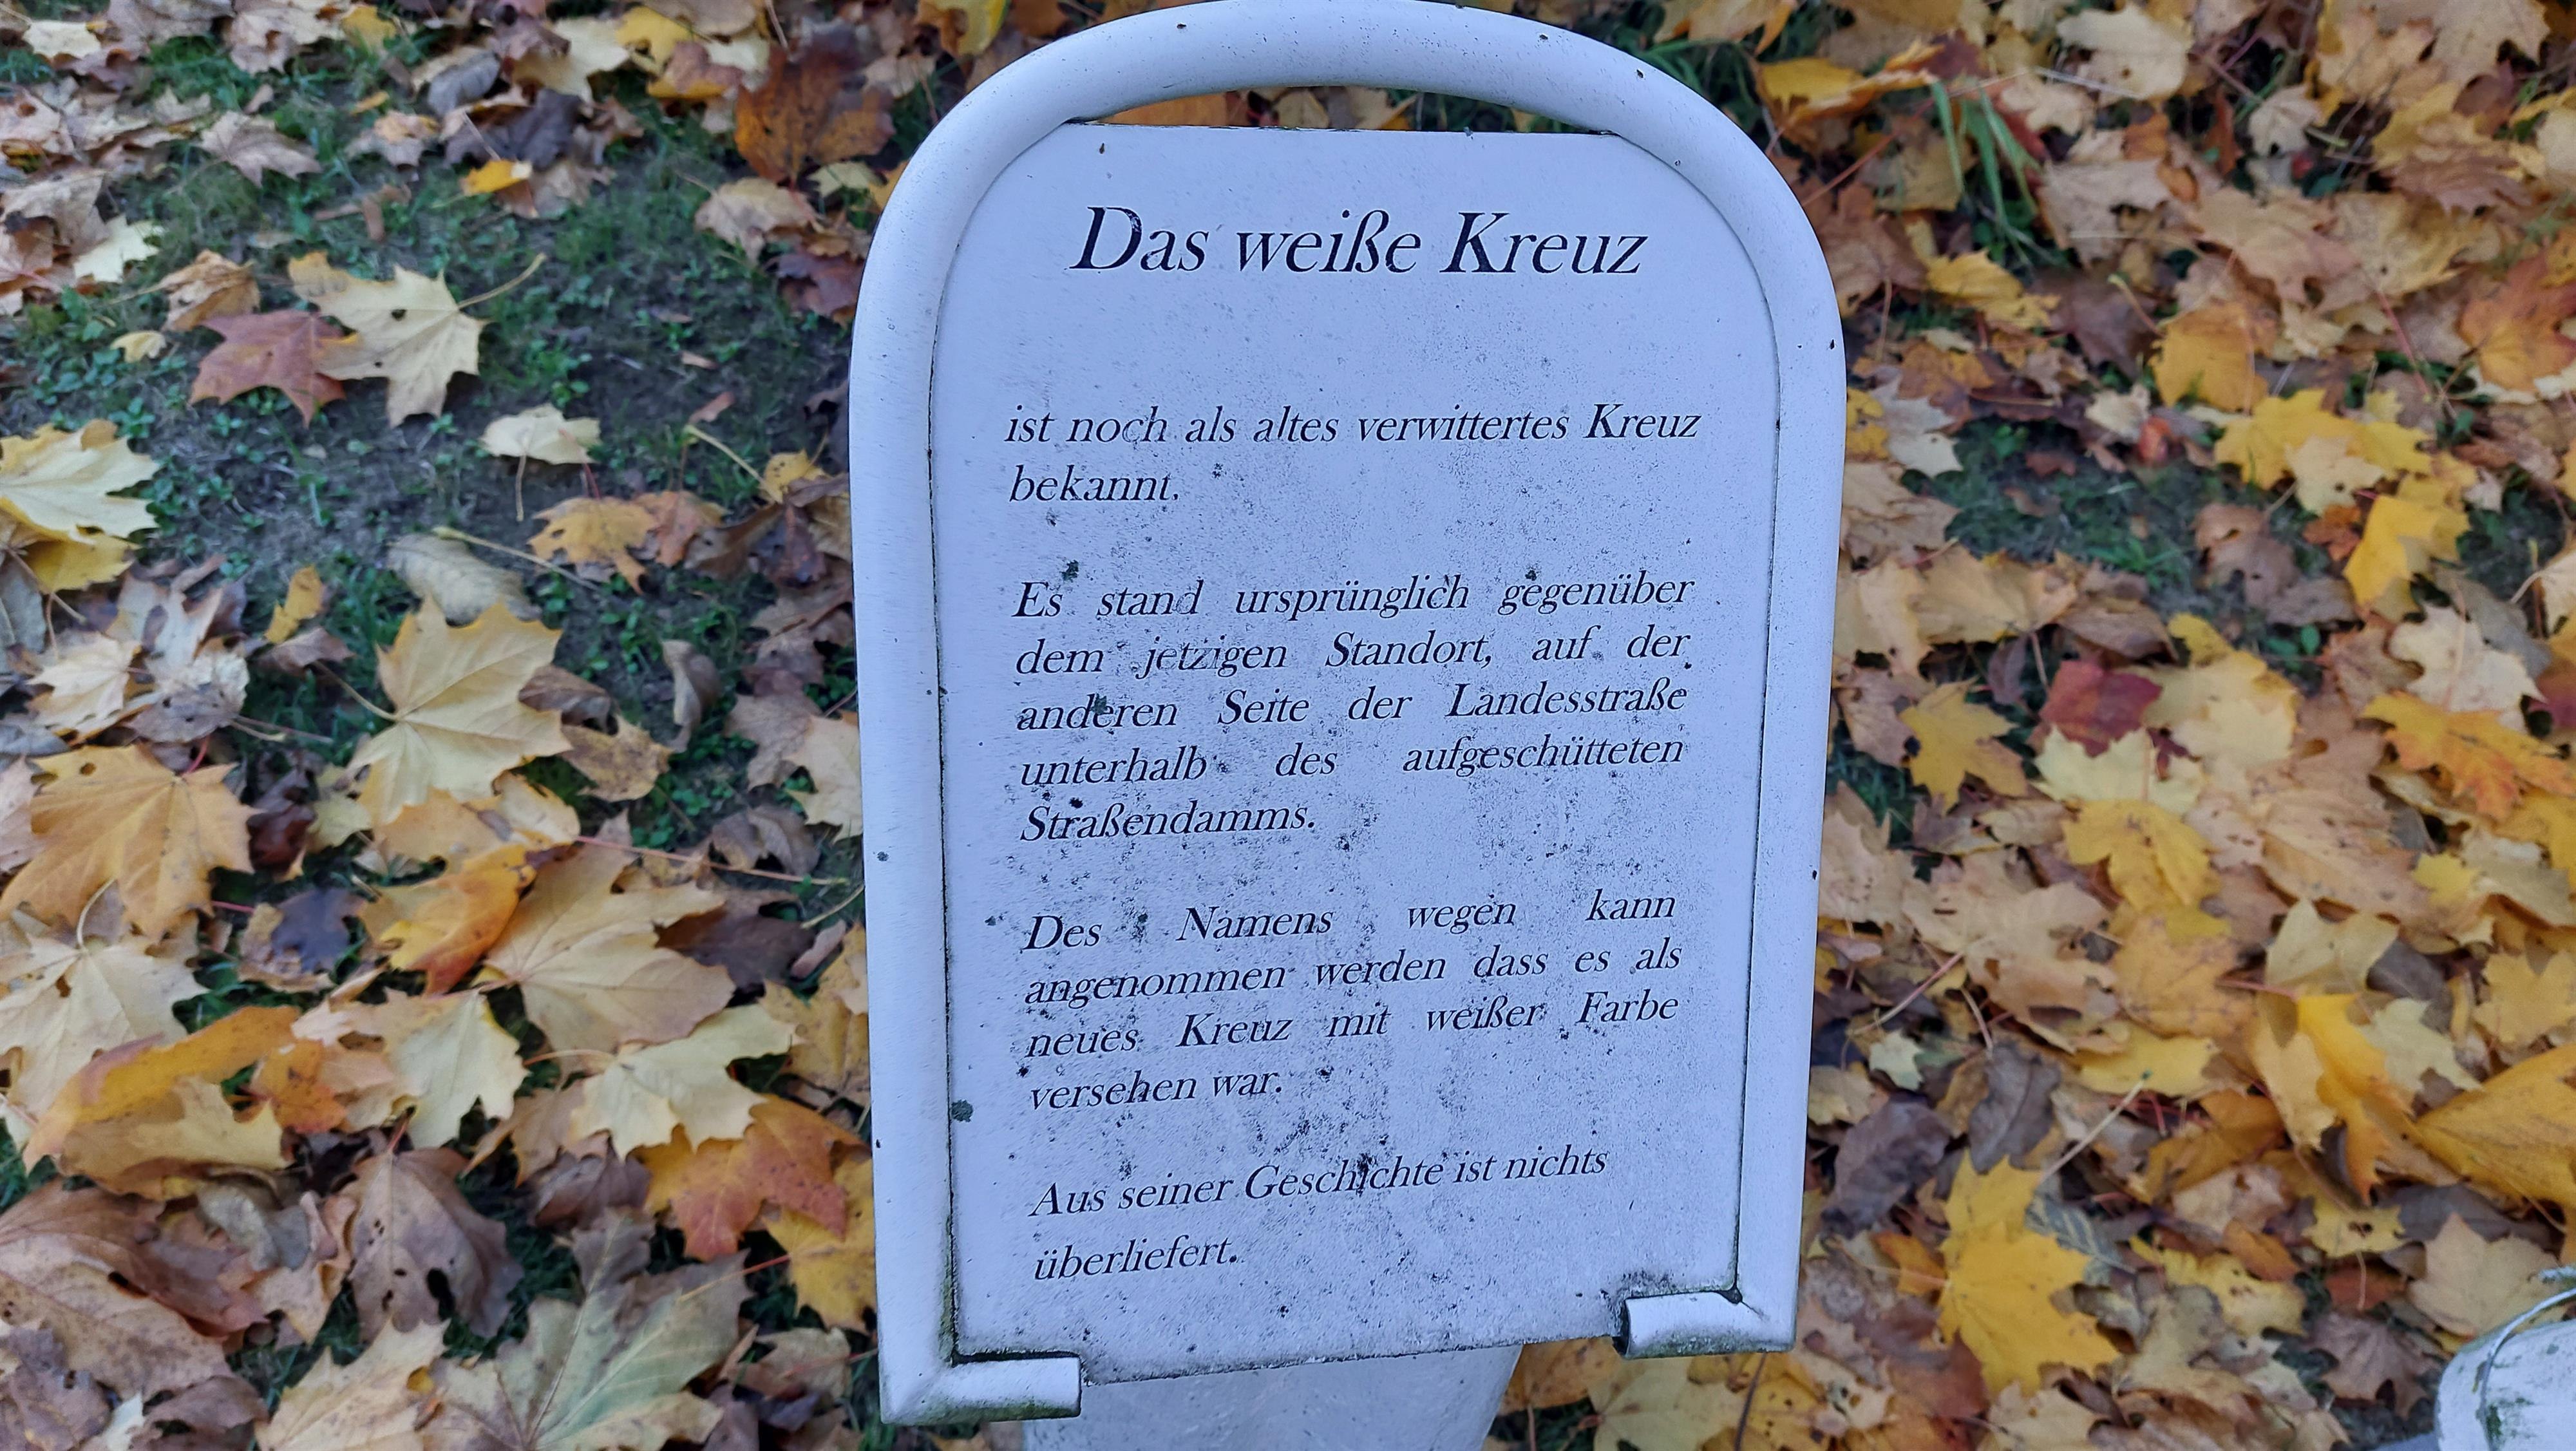 Das weiße Kreuz
ist noch als altes verwittertes Kreuz
bekannt.
Es stand ursprünglich gegenüber
dem jetzigen Standort, auf der
anderen Seite der Landesstraße
unterhalb des aufgeschütteten
Straßendamms.
Des Namens wegen kann
angenommen werden dass es als
neues Kreuz mit weißer Farbe
versehen war.
Aus seiner Geschichte ist nichts
überliefert.